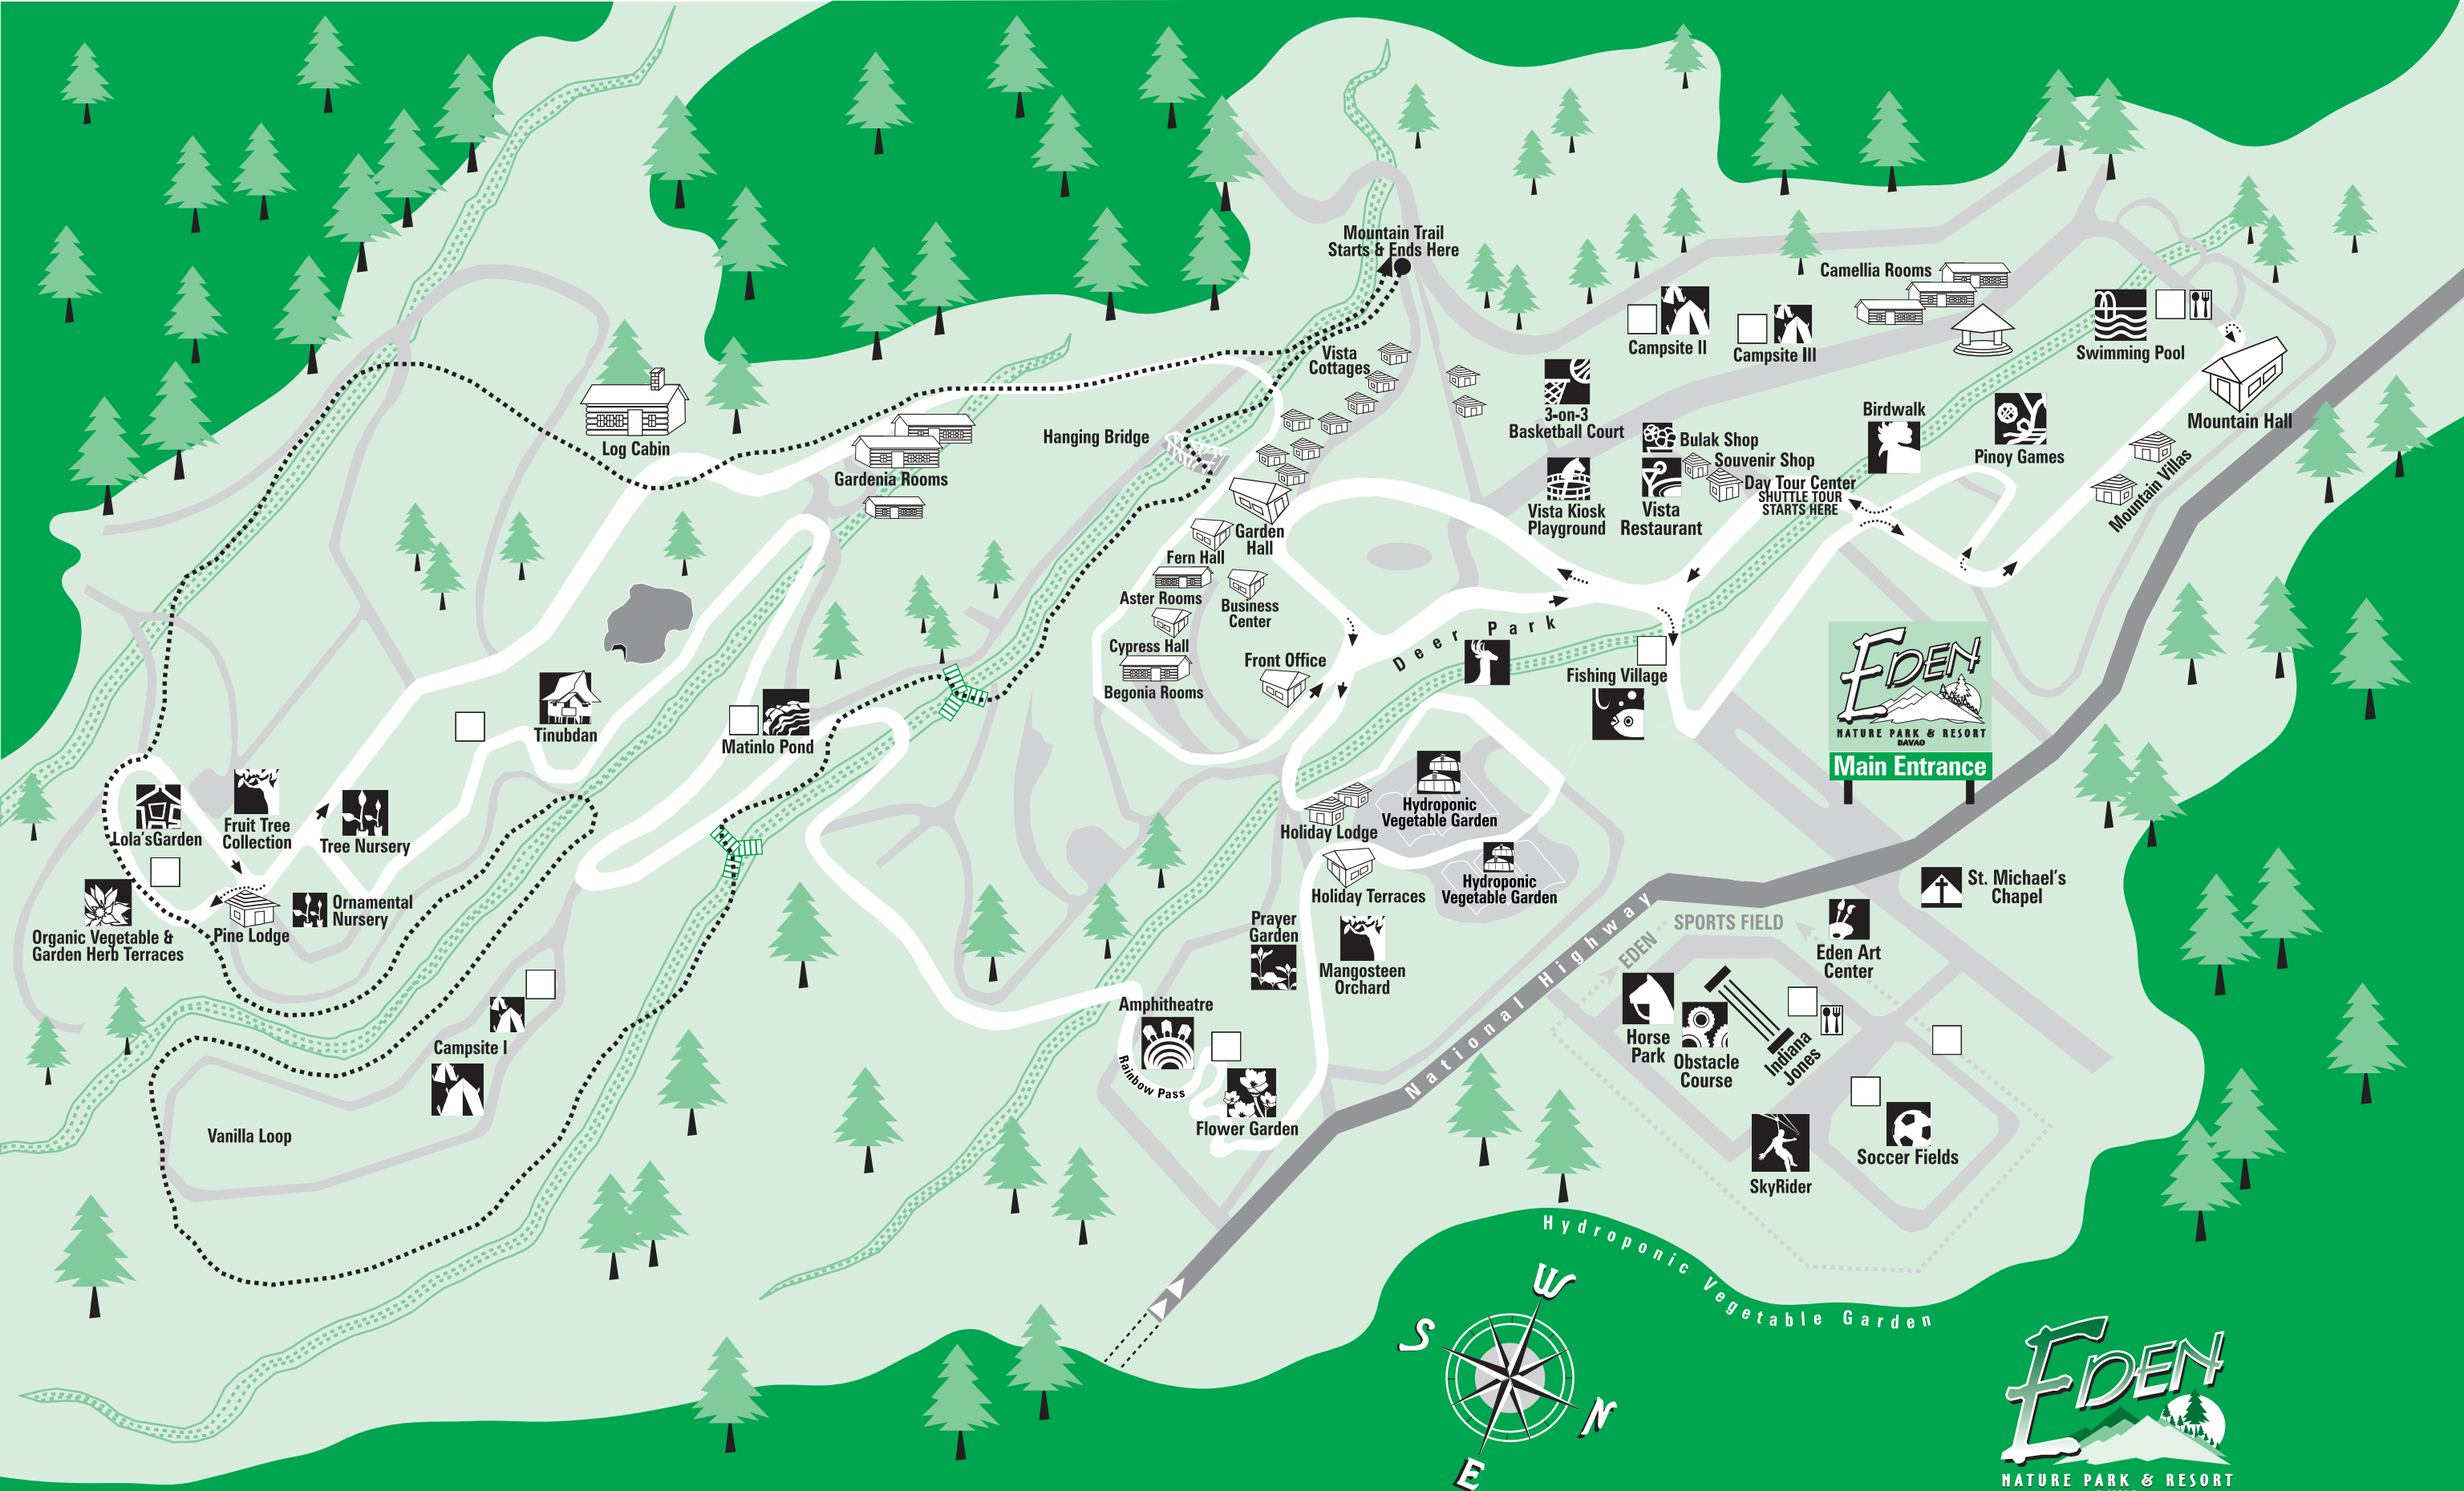 Mountain Trail
Starts & Ends Here
Camellia Rooms
Campsite II
Campsite III
Swimming Pool
Mountain Hall
Vista
Cottages
3-on-3
Basketball Court
Bulak Shop
Souvenir Shop
Day Tour Center
SHUTTLE TOUR
STARTS HERE
Birdwalk
Pinoy Games
Mountain Villas
Log Cabin
Gardenia Rooms
Hanging Bridge
Vista Kiosk
Playground
Vista
Restaurant
Garden
Hall
Fern Hall
Aster Rooms
Business
Center
Cypress Hall
Begonia Rooms
Front Office
Deer Park
Fishing Village
EDEN
NATURE PARK & RESORT
DAVAO
Main Entrance
Tinubdan
Matinlo Pond
Lola'sGarden
Fruit Tree
Collection
Tree Nursery
Organic Vegetable &
Garden Herb Terraces
Pine Lodge
Ornamental
Nursery
Holiday Lodge
Hydroponic
Vegetable Garden
Holiday Terraces
Hydroponic
Vegetable Garden
Prayer
Garden
Mangosteen
Orchard
National Highway
EDEN
SPORTS FIELD
St. Michael's
Chapel
Eden Art
Center
Horse
Park
Obstacle
Course
Indiana
Jones
SkyRider
Soccer Fields
Campsite I
Vanilla Loop
Amphitheatre
Rainbow Pass
Flower Garden
Hydroponic Vegetable Garden
W
S
N
E
EDEN
NATURE PARK & RESORT